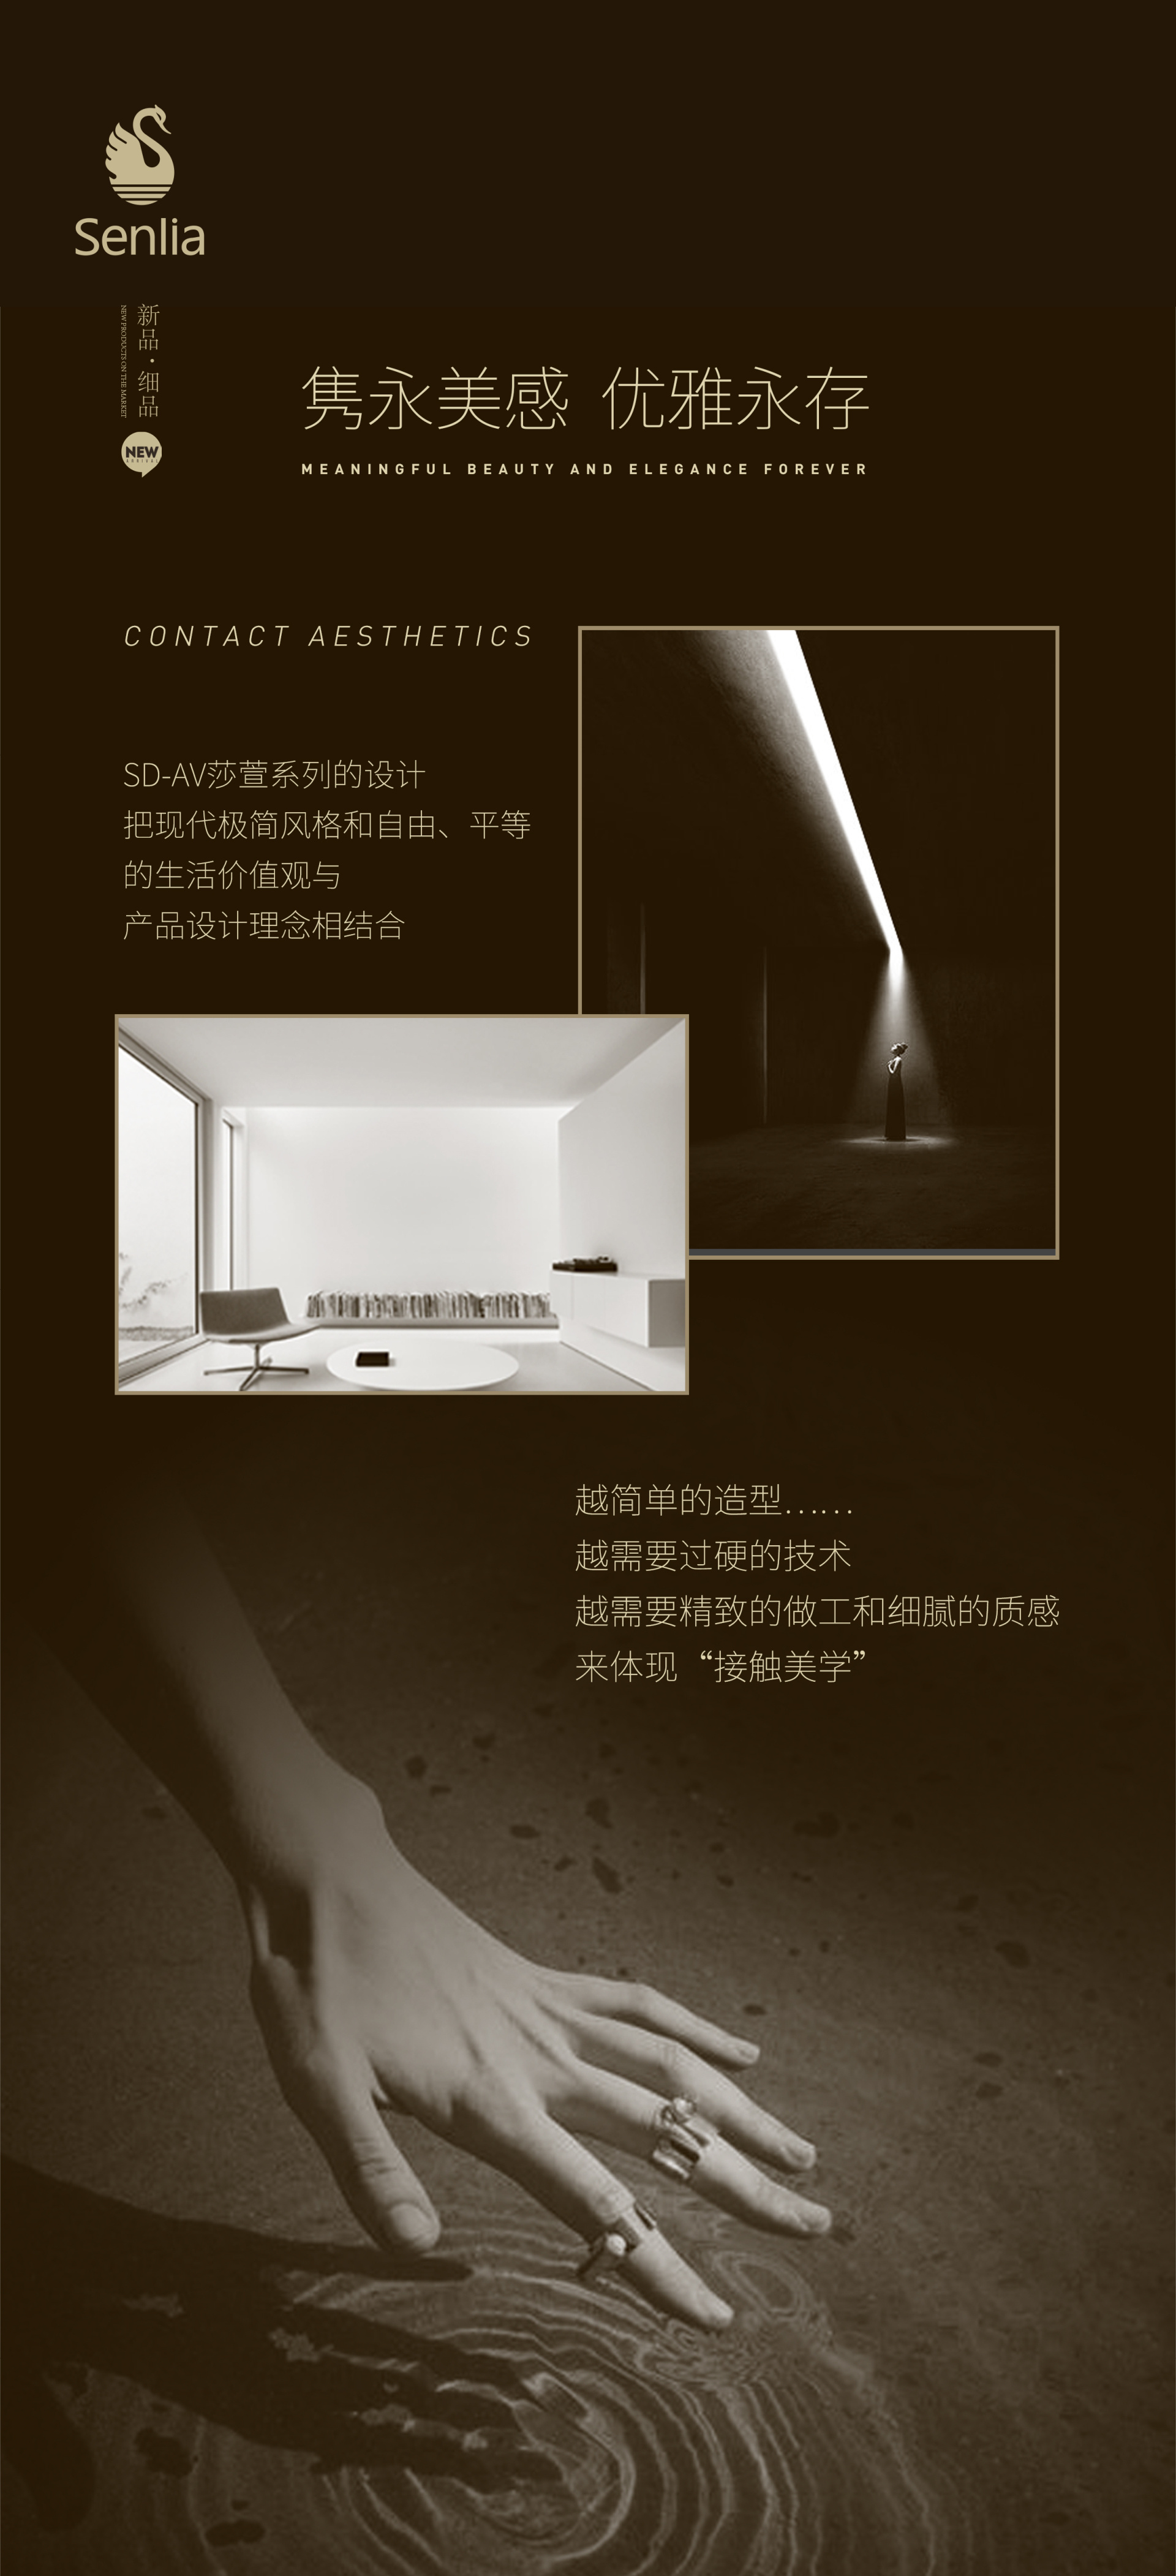 Senlia
新品·细品
NEW PRODUCTS ON THE MARKET
NEW
ARRIVAL
隽永美感 优雅永存
MEANINGFUL BEAUTY AND ELEGANCE FOREVER
CONTACT AESTHETICS
SD-AV莎萱系列的设计
把现代极简风格和自由、平等
的生活价值观与
产品设计理念相结合
越简单的造型……
越需要过硬的技术
越需要精致的做工和细腻的质感
来体现“接触美学”